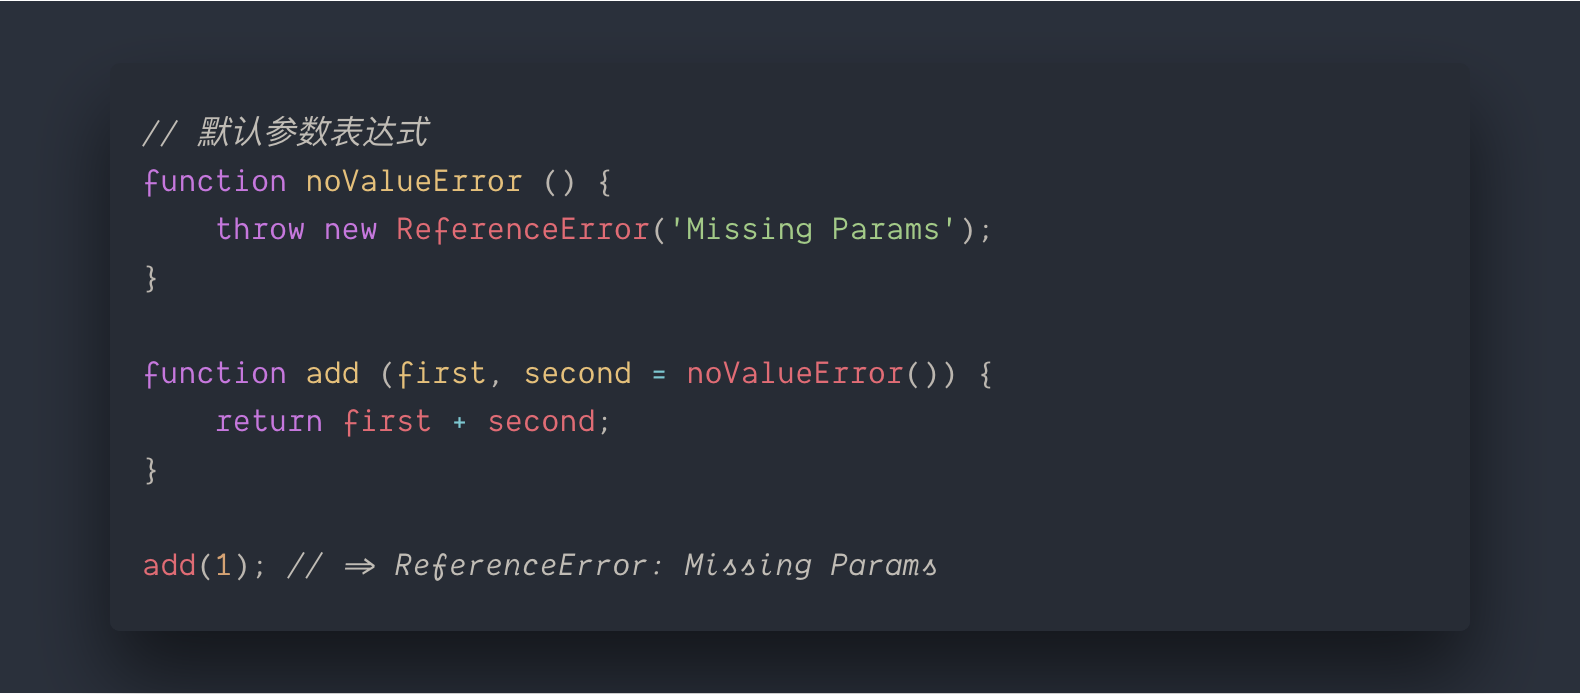 // 默认参数表达式
function noValueError () {
    throw new ReferenceError('Missing Params');
}

function add (first, second = noValueError()) {
    return first + second;
}

add(1); // => ReferenceError: Missing Params